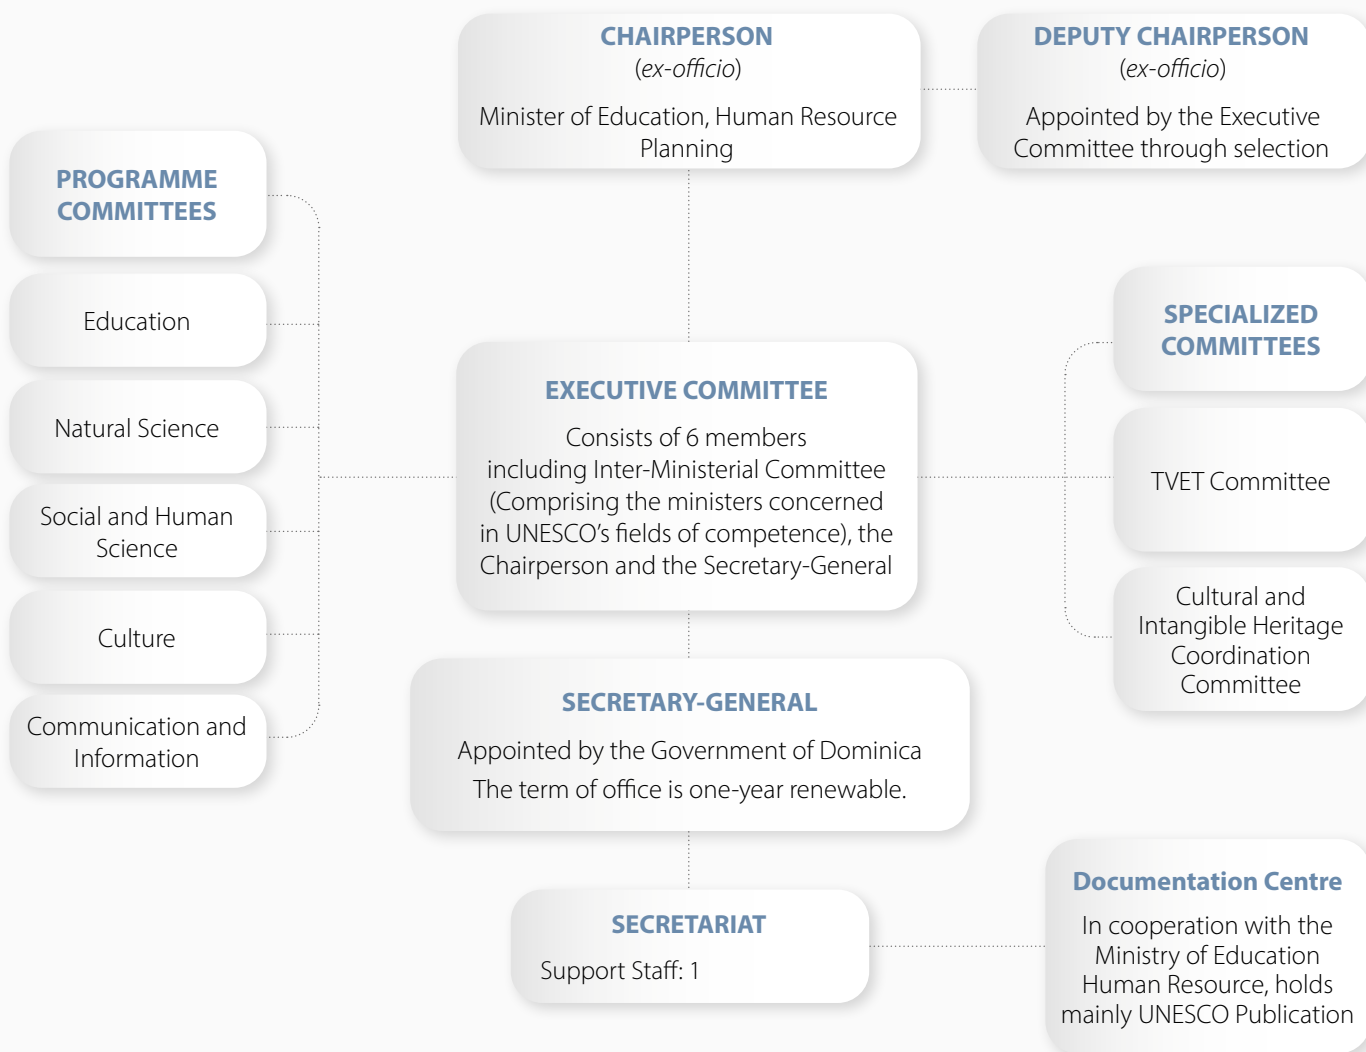 CHAIRPERSON
(ex-officio)
Minister of Education, Human Resource
Planning
DEPUTY CHAIRPERSON
(ex-officio)
Appointed by the Executive
Committee through selection
PROGRAMME
COMMITTEES
Education
Natural Science
Social and Human
Science
Culture
Communication and
Information
EXECUTIVE COMMITTEE
Consists of 6 members
including Inter-Ministerial Committee
(Comprising the ministers concerned
in UNESCO’s fields of competence), the
Chairperson and the Secretary-General
SPECIALIZED
COMMITTEES
TVET Committee
Cultural and
Intangible Heritage
Coordination
Committee
SECRETARY-GENERAL
Appointed by the Government of Dominica
The term of office is one-year renewable.
SECRETARIAT
Support Staff: 1
Documentation Centre
In cooperation with the
Ministry of Education
Human Resource, holds
mainly UNESCO Publication